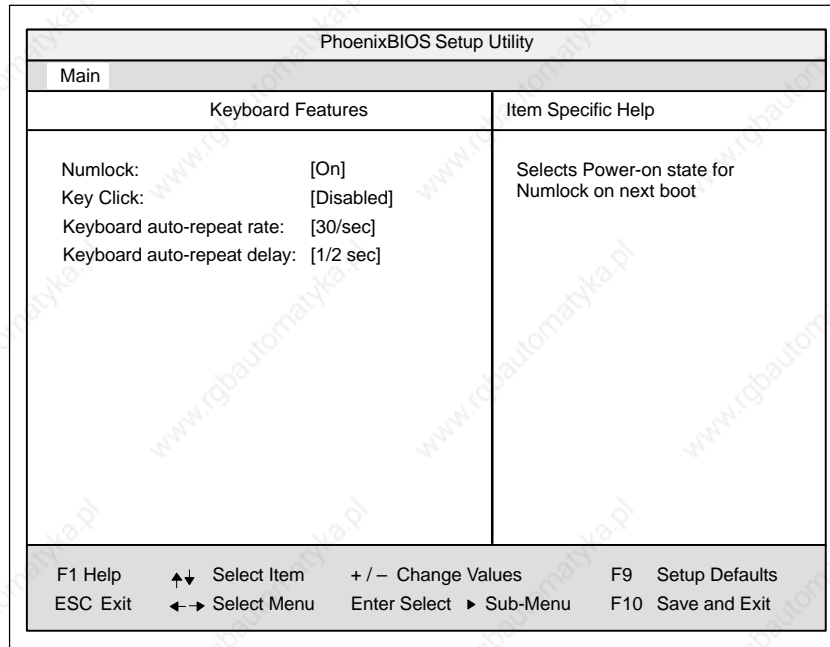 PhoenixBIOS Setup Utility
Main
Keyboard Features
Item Specific Help
Numlock: [On]
Key Click: [Disabled]
Keyboard auto-repeat rate: [30/sec]
Keyboard auto-repeat delay: [1/2 sec]
Selects Power-on state for
Numlock on next boot
F1 Help Select Item + / – Change Values F9 Setup Defaults
ESC Exit Select Menu Enter Select Sub-Menu F10 Save and Exit
www.rgbautomatyka.pl